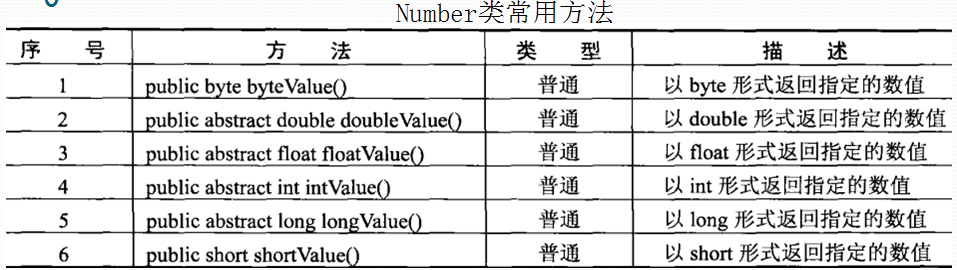 Number类常用方法
序 号 方 法 类 型 描 述
1 public byte byteValue() 普通 以 byte 形式返回指定的数值
2 public abstract double doubleValue() 普通 以 double 形式返回指定的数值
3 public abstract float floatValue() 普通 以 float 形式返回指定的数值
4 public abstract int intValue() 普通 以 int 形式返回指定的数值
5 public abstract long longValue() 普通 以 long 形式返回指定的数值
6 public short shortValue() 普通 以 short 形式返回指定的数值